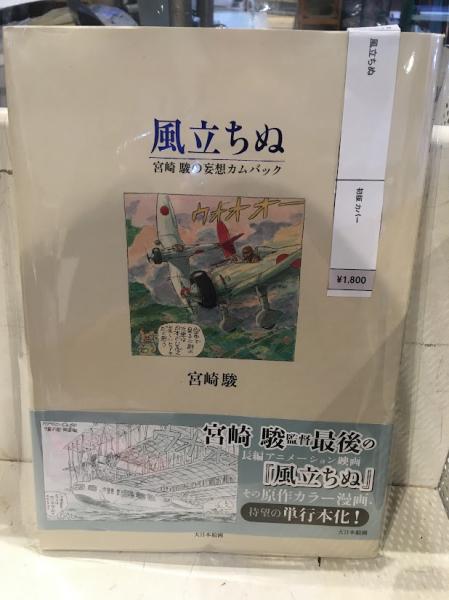 風立ちぬ
宮崎 駿の妄想カムバック
ウオオオー
宮崎駿
風立ちぬ
初版 カバー
¥1,800
宮崎 駿監督最後の
長編アニメーション映画
『風立ちぬ』
その原作カラー漫画、
待望の単行本化！
大日本絵画
大日本絵画